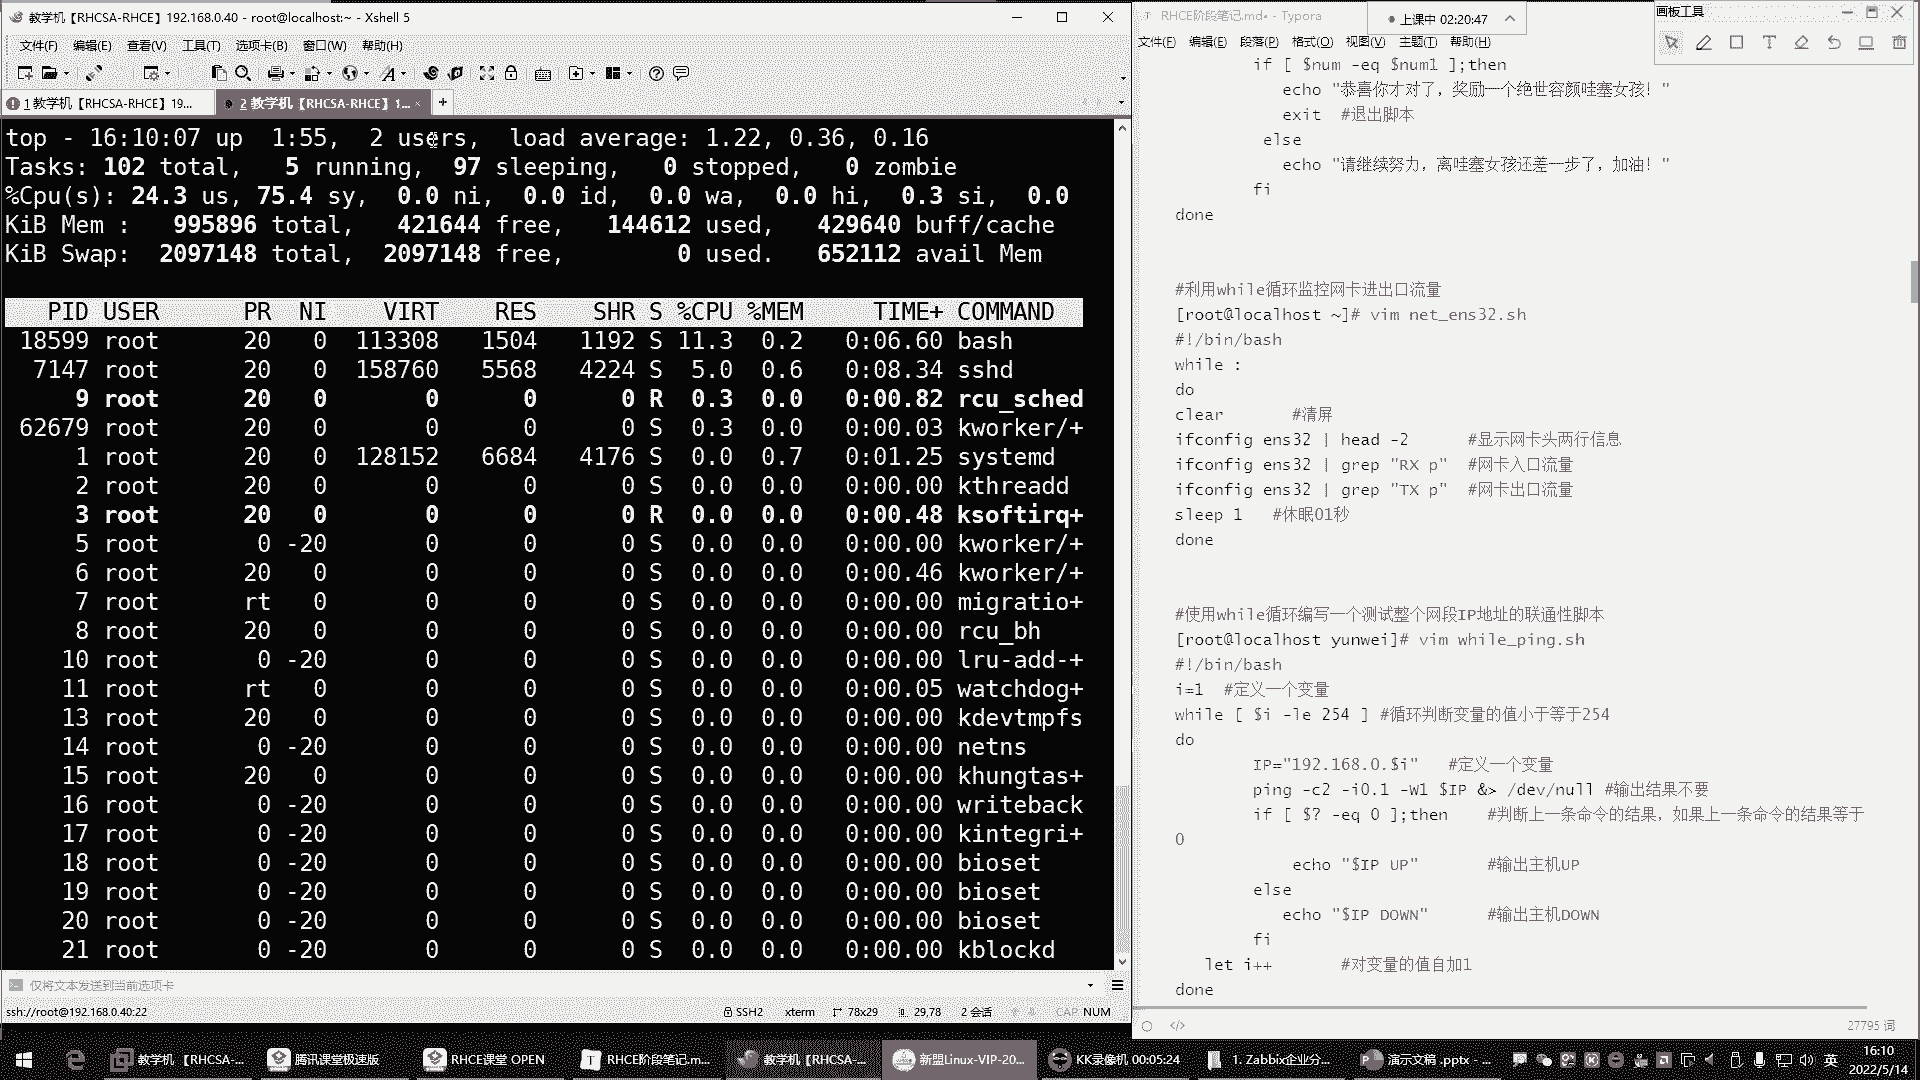 教学机【RHCSA-RHCE】192.168.0.40 - root@localhost:~ - Xshell 5
文件(F) 编辑(E) 查看(V) 工具(T) 选项卡(B) 窗口(W) 帮助(H)
1 教学机【RHCSA-RHCE】19...
2 教学机【RHCSA-RHCE】1...
top - 16:10:07 up  1:55,  2 users,  load average: 1.22, 0.36, 0.16
Tasks: 102 total,   5 running,  97 sleeping,   0 stopped,   0 zombie
%Cpu(s): 24.3 us, 75.4 sy,  0.0 ni,  0.0 id,  0.0 wa,  0.0 hi,  0.3 si,  0.0
KiB Mem :   995896 total,   421644 free,   144612 used,   429640 buff/cache
KiB Swap:  2097148 total,  2097148 free,        0 used.   652112 avail Mem
PID USER      PR  NI    VIRT    RES    SHR S %CPU %MEM     TIME+ COMMAND
18599 root      20   0  113308   1504   1192 S 11.3  0.2   0:06.60 bash
7147 root      20   0  158760   5568   4224 S  5.0  0.6   0:08.34 sshd
9 root      20   0       0      0      0 R  0.3  0.0   0:00.82 rcu_sched
62679 root      20   0       0      0      0 S  0.3  0.0   0:00.03 kworker/+
1 root      20   0  128152   6684   4176 S  0.0  0.7   0:01.25 systemd
2 root      20   0       0      0      0 S  0.0  0.0   0:00.00 kthreadd
3 root      20   0       0      0      0 R  0.0  0.0   0:00.48 ksoftirq+
5 root       0 -20       0      0      0 S  0.0  0.0   0:00.00 kworker/+
6 root      20   0       0      0      0 S  0.0  0.0   0:00.46 kworker/+
7 root      rt   0       0      0      0 S  0.0  0.0   0:00.00 migratio+
8 root      20   0       0      0      0 S  0.0  0.0   0:00.00 rcu_bh
10 root       0 -20       0      0      0 S  0.0  0.0   0:00.00 lru-add-+
11 root      rt   0       0      0      0 S  0.0  0.0   0:00.05 watchdog+
13 root      20   0       0      0      0 S  0.0  0.0   0:00.00 kdevtmpfs
14 root       0 -20       0      0      0 S  0.0  0.0   0:00.00 netns
15 root      20   0       0      0      0 S  0.0  0.0   0:00.00 khungtas+
16 root       0 -20       0      0      0 S  0.0  0.0   0:00.00 writeback
17 root       0 -20       0      0      0 S  0.0  0.0   0:00.00 kintegri+
18 root       0 -20       0      0      0 S  0.0  0.0   0:00.00 bioset
19 root       0 -20       0      0      0 S  0.0  0.0   0:00.00 bioset
20 root       0 -20       0      0      0 S  0.0  0.0   0:00.00 bioset
21 root       0 -20       0      0      0 S  0.0  0.0   0:00.00 kblockd
仅将文本发送到当前选项卡
ssh://root@192.168.0.40:22 SSH2 xterm 78x29 29,78 2 会话 CAP NUM
RHCE阶段笔记.md• - Typora
上课中 02:20:47
画板工具
文件(F) 编辑(E) 段落(P) 格式(O) 视图(V) 主题(T) 帮助(H)
if [ $num -eq $num1 ];then
echo "恭喜你才对了，奖励一个绝世容颜哇塞女孩！"
exit  #退出脚本
else
echo "请继续努力，离哇塞女孩还差一步了，加油！"
fi
done
#利用while循环监控网卡进出口流量
[root@localhost ~]# vim net_ens32.sh
#!/bin/bash
while :
do
clear       #清屏
ifconfig ens32 | head -2      #显示网卡头两行信息
ifconfig ens32 | grep "RX p"  #网卡入口流量
ifconfig ens32 | grep "TX p"  #网卡出口流量
sleep 1   #休眠01秒
done
#使用while循环编写一个测试整个网段IP地址的联通性脚本
[root@localhost yunwei]# vim while_ping.sh
#!/bin/bash
i=1  #定义一个变量
while [ $i -le 254 ] #循环判断变量的值小于等于254
do
IP="192.168.0.$i"   #定义一个变量
ping -c2 -i0.1 -W1 $IP &> /dev/null #输出结果不要
if [ $? -eq 0 ];then    #判断上一条命令的结果，如果上一条命令的结果等于
0
echo "$IP UP"       #输出主机UP
else
echo "$IP DOWN"      #输出主机DOWN
fi
let i++       #对变量的值自加1
done
27795 词
教学机【RHCSA-... 腾讯课堂极速版 RHCE课堂 OPEN RHCE阶段笔记.m... 教学机【RHCSA-... 新盟Linux-VIP-20... KK录像机 00:05:24 1. Zabbix企业分... 演示文稿 .pptx - ... 英 16:10
2022/5/14